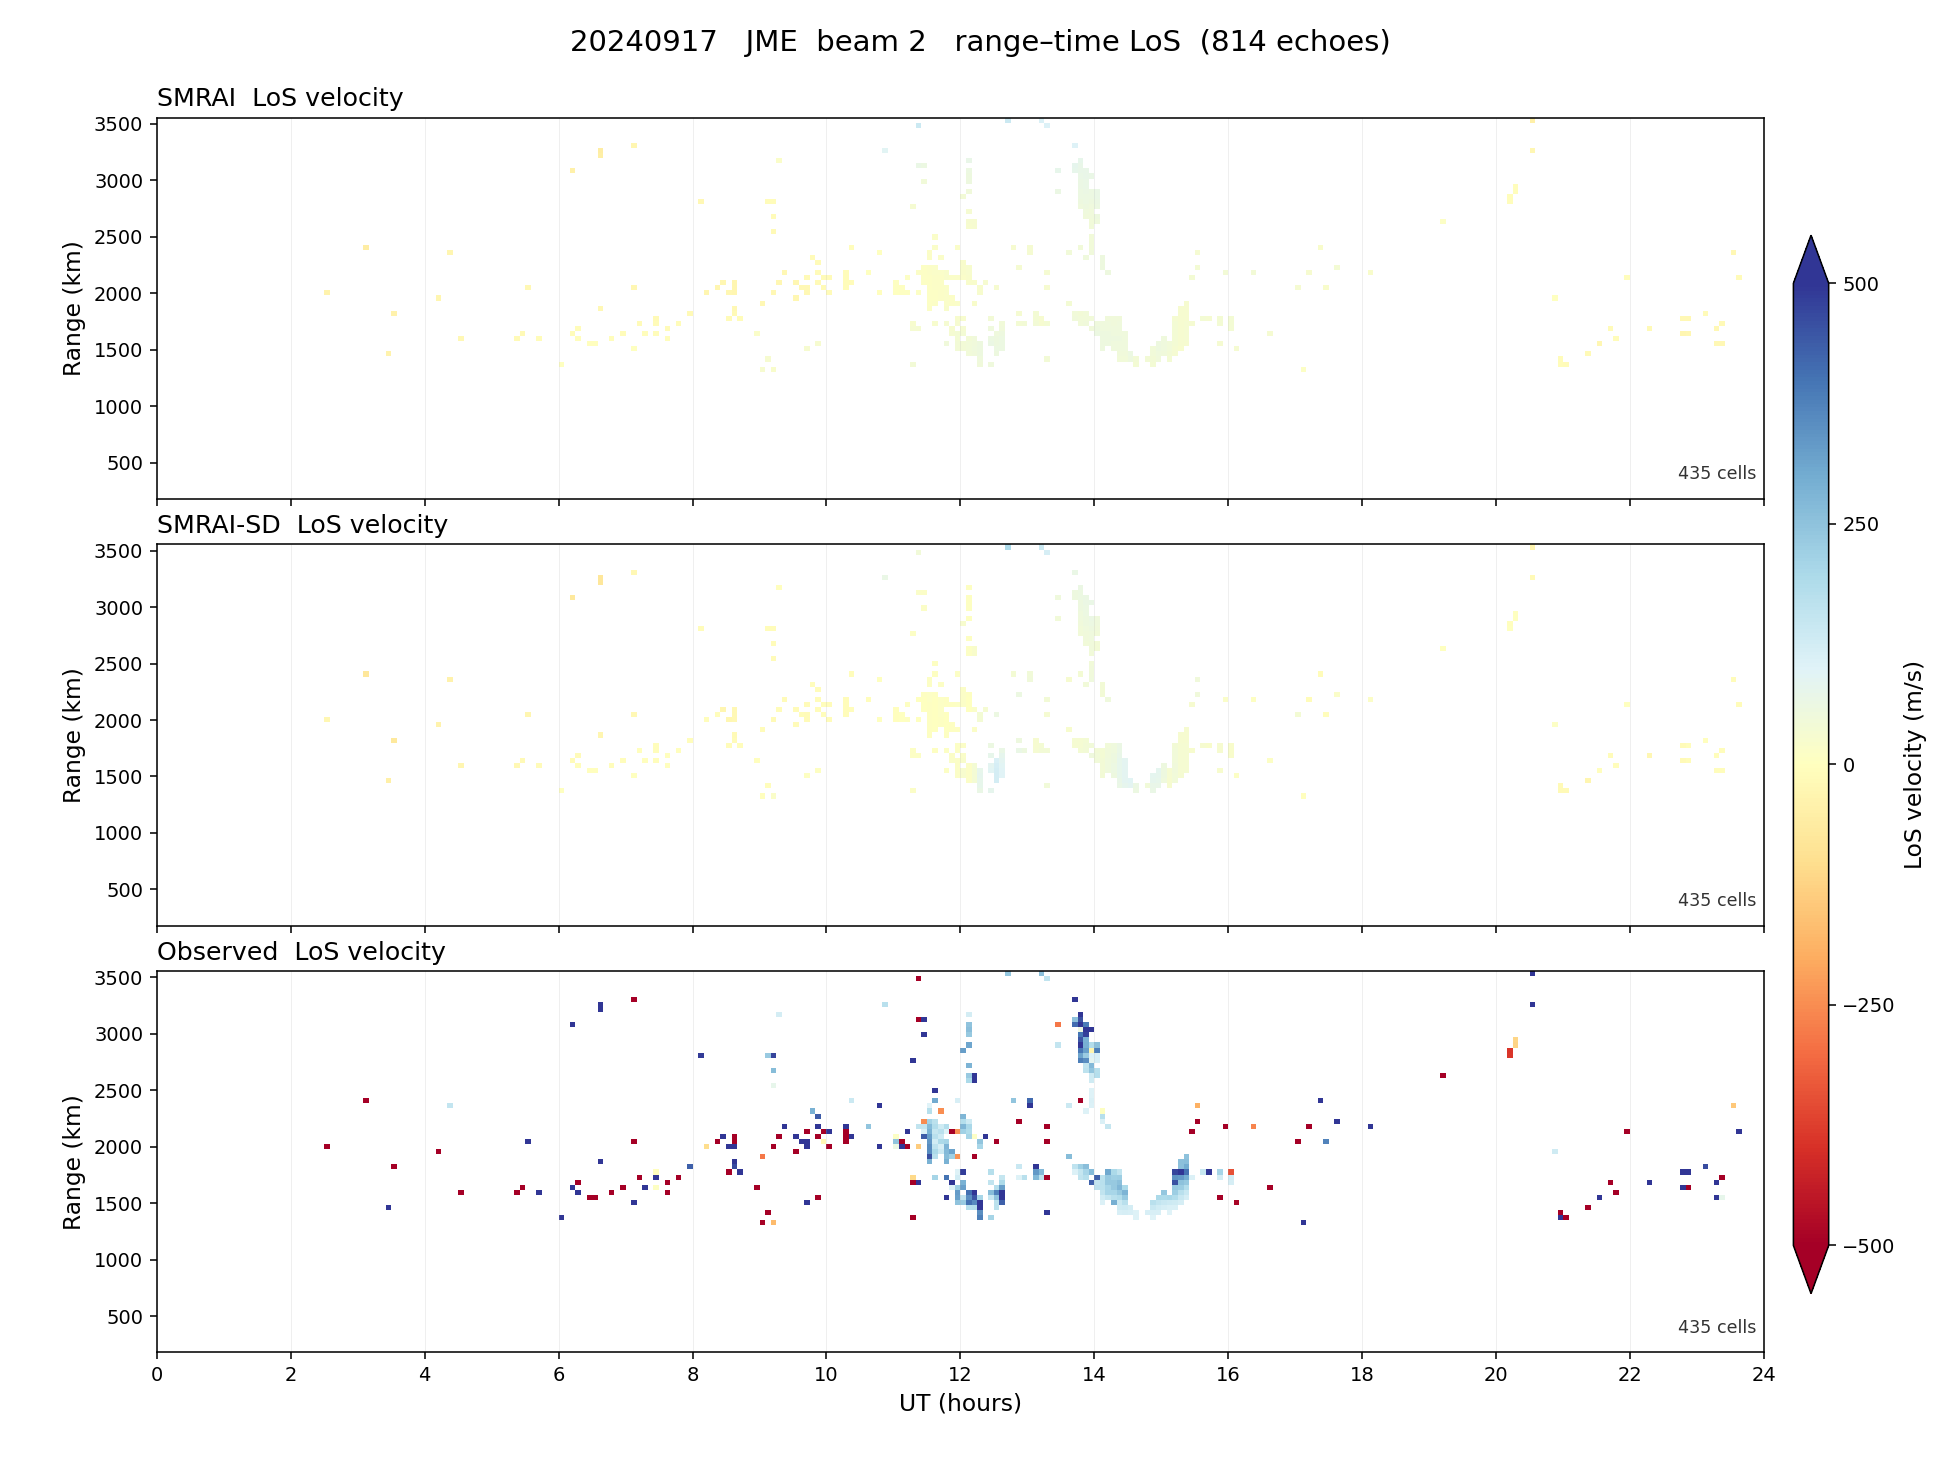 20240917   JME  beam 2   range–time LoS  (814 echoes)
SMRAI  LoS velocity
3500
3000
2500
2000
1500
1000
500
Range (km)
435 cells
SMRAI-SD  LoS velocity
3500
3000
2500
2000
1500
1000
500
Range (km)
435 cells
Observed  LoS velocity
3500
3000
2500
2000
1500
1000
500
Range (km)
435 cells
0 2 4 6 8 10 12 14 16 18 20 22 24
UT (hours)
500
250
0
−250
−500
LoS velocity (m/s)